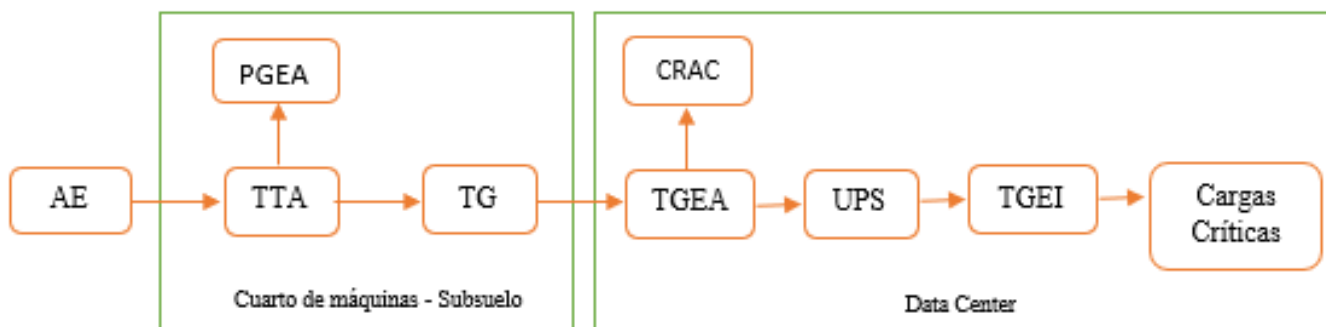 PGEA
CRAC
AE
TTA
TG
TGEA
UPS
TGEI
Cargas
Críticas
Cuarto de máquinas - Subsuelo
Data Center